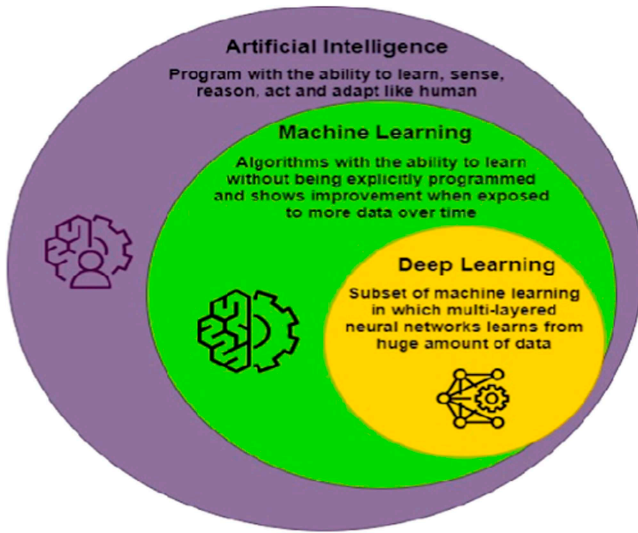 Artificial Intelligence
Program with the ability to learn, sense,
reason, act and adapt like human
Machine Learning
Algorithms with the ability to learn
without being explicitly programmed
and shows improvement when exposed
to more data over time
Deep Learning
Subset of machine learning
in which multi-layered
neural networks learns from
huge amount of data